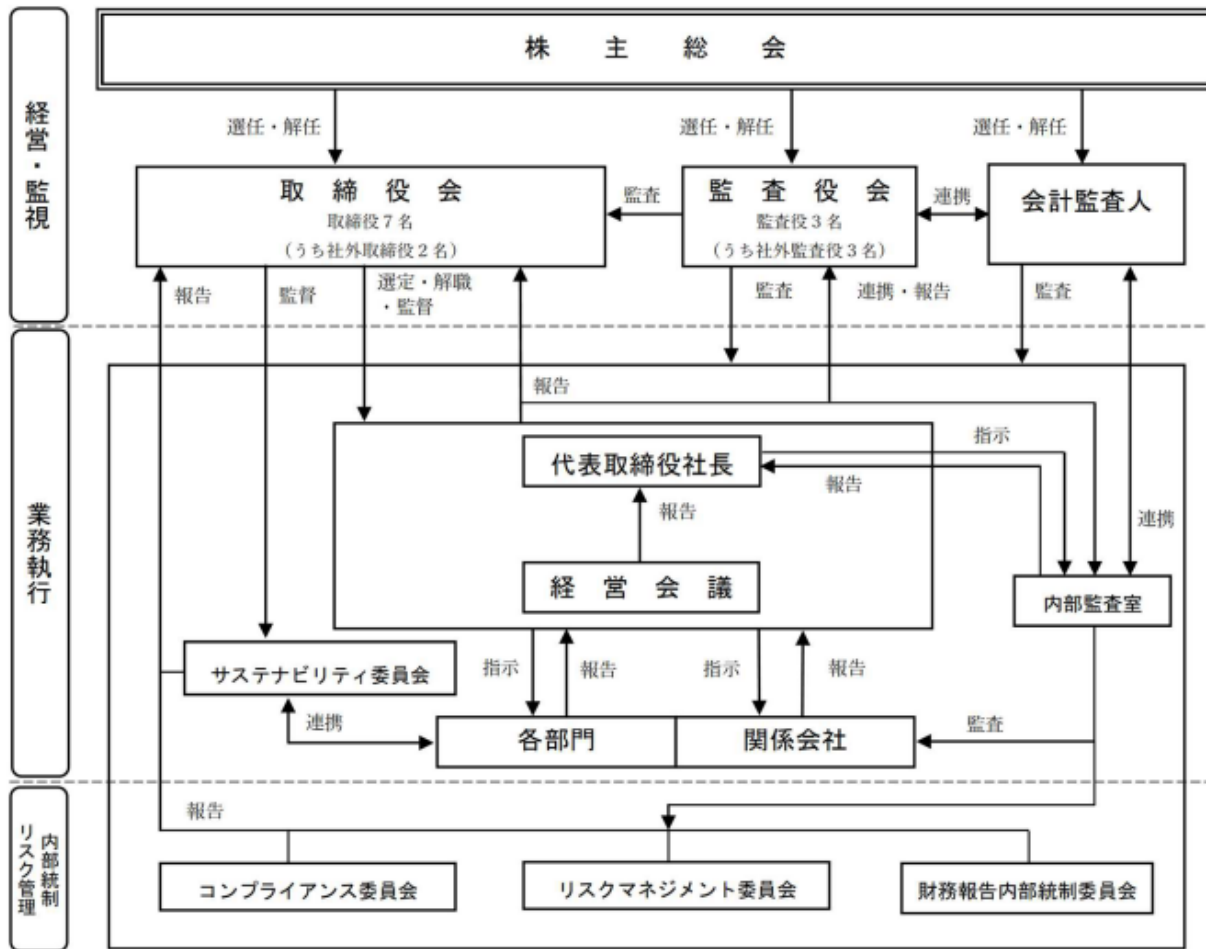 株主総会
経営・監視
選任・解任
選任・解任
選任・解任
取締役会
取締役7名
(うち社外取締役2名)
監査
監査役会
監査役3名
(うち社外監査役3名)
連携
会計監査人
報告
監督
選定・解職
・監督
監査
連携・報告
監査
業務執行
報告
代表取締役社長
指示
報告
報告
連携
経営会議
内部監査室
サステナビリティ委員会
指示
報告
指示
報告
連携
各部門
関係会社
監査
内部統制
リスク管理
報告
コンプライアンス委員会
リスクマネジメント委員会
財務報告内部統制委員会